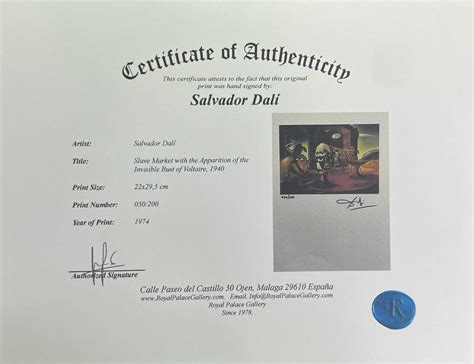 Certificate of Authenticity
This certificate attests to the fact that this original
print was hand signed by:
Salvador Dalí
Artist: Salvador Dalí
Title: Slave Market with the Apparition of the
Invisible Bust of Voltaire, 1940
Print Size: 22x29,5 cm
Print Number 050/200
Year of Print: 1974
Authorized Signature
Calle Paseo del Castillo 30 Ojen, Malaga 29610 España
www.RoyalPalaceGallery.com, Email. Info@RoyalPalaceGallery.com
Royal Palace Gallery
Since 1978.
R